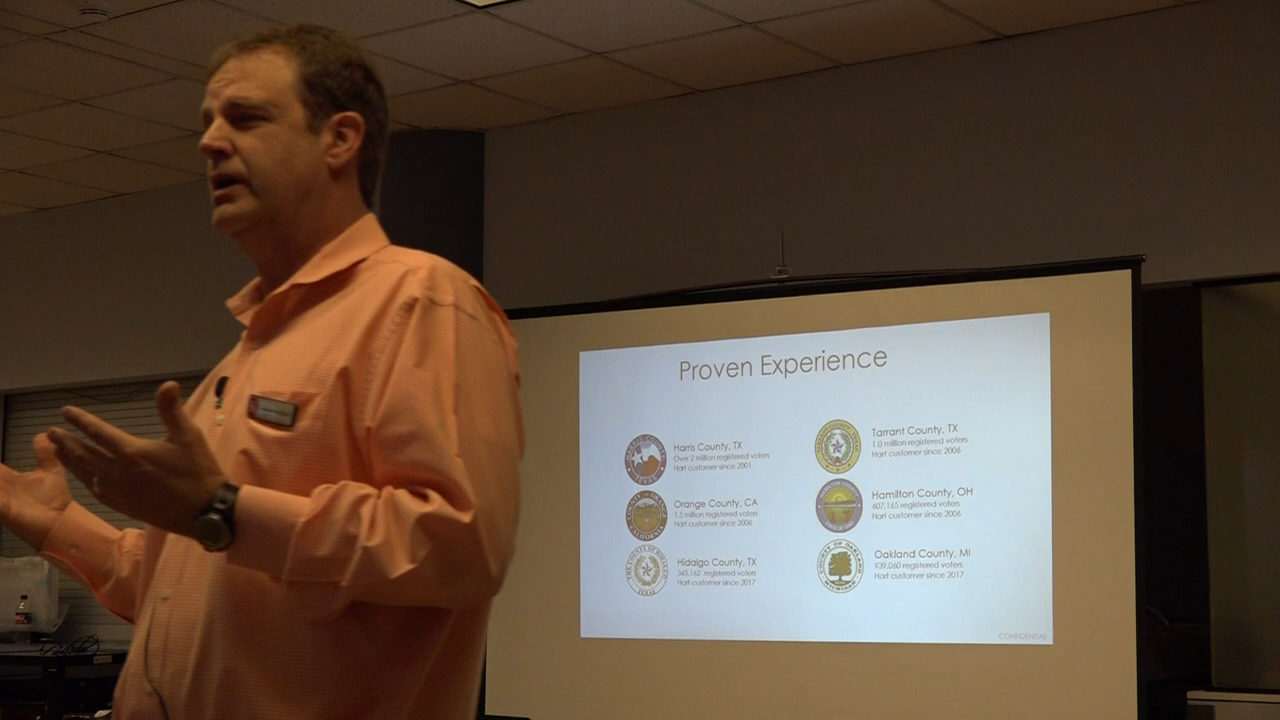 Proven Experience
Harris County, TX
Over 2 million registered voters
Hart customer since 2001
Orange County, CA
1.5 million registered voters
Hart customer since 2006
Hidalgo County, TX
343,162 registered voters
Hart customer since 2017
Tarrant County, TX
1.0 million registered voters
Hart customer since 2006
Hamilton County, OH
607,165 registered voters
Hart customer since 2006
Oakland County, MI
939,060 registered voters
Hart customer since 2017
CONFIDENTIAL